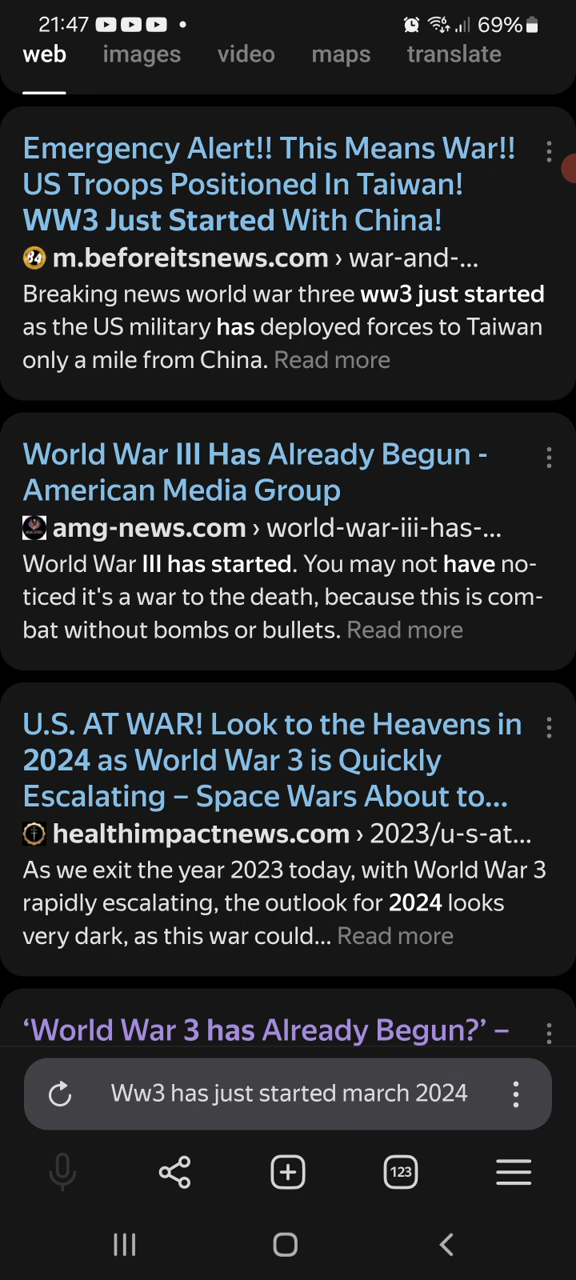 21:47
69%
web images video maps translate
Emergency Alert!! This Means War!!
US Troops Positioned In Taiwan!
WW3 Just Started With China!
m.beforeitsnews.com › war-and-...
Breaking news world war three ww3 just started
as the US military has deployed forces to Taiwan
only a mile from China. Read more
World War III Has Already Begun -
American Media Group
amg-news.com › world-war-iii-has-...
World War III has started. You may not have no-
ticed it's a war to the death, because this is com-
bat without bombs or bullets. Read more
U.S. AT WAR! Look to the Heavens in
2024 as World War 3 is Quickly
Escalating – Space Wars About to...
healthimpactnews.com › 2023/u-s-at...
As we exit the year 2023 today, with World War 3
rapidly escalating, the outlook for 2024 looks
very dark, as this war could... Read more
‘World War 3 has Already Begun?’ –
Ww3 has just started march 2024
123